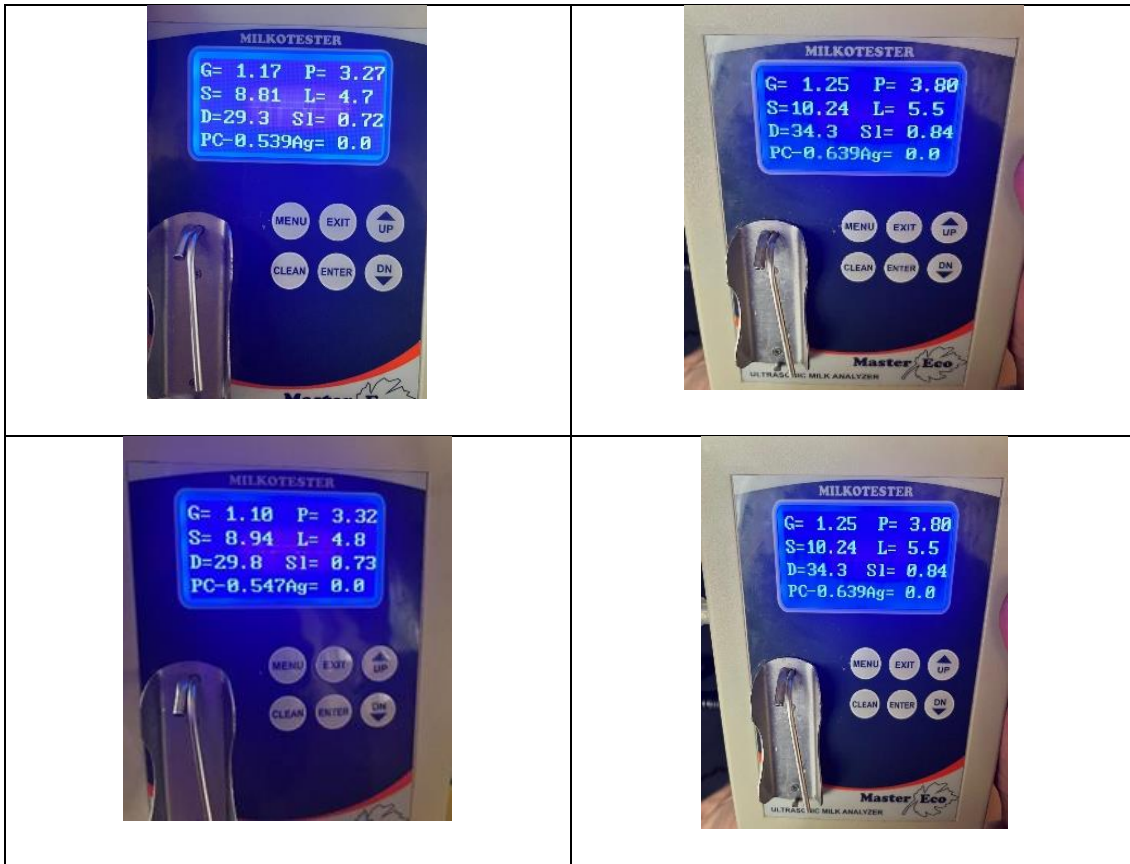 MILKOTESTER
G= 1.17 P= 3.27
S= 8.81 L= 4.7
D=29.3 Sl= 0.72
PC-0.539Ag= 0.0
MENU EXIT UP
CLEAN ENTER DN
MILKOTESTER
G= 1.25 P= 3.80
S=10.24 L= 5.5
D=34.3 Sl= 0.84
PC-0.639Ag= 0.0
MENU EXIT UP
CLEAN ENTER DN
Master Eco
ULTRASONIC MILK ANALYZER
MILKOTESTER
G= 1.10 P= 3.32
S= 8.94 L= 4.8
D=29.8 Sl= 0.73
PC-0.547Ag= 0.0
MENU EXIT UP
CLEAN ENTER DN
MILKOTESTER
G= 1.25 P= 3.80
S=10.24 L= 5.5
D=34.3 Sl= 0.84
PC-0.639Ag= 0.0
MENU EXIT UP
CLEAN ENTER DN
Master Eco
ULTRASONIC MILK ANALYZER